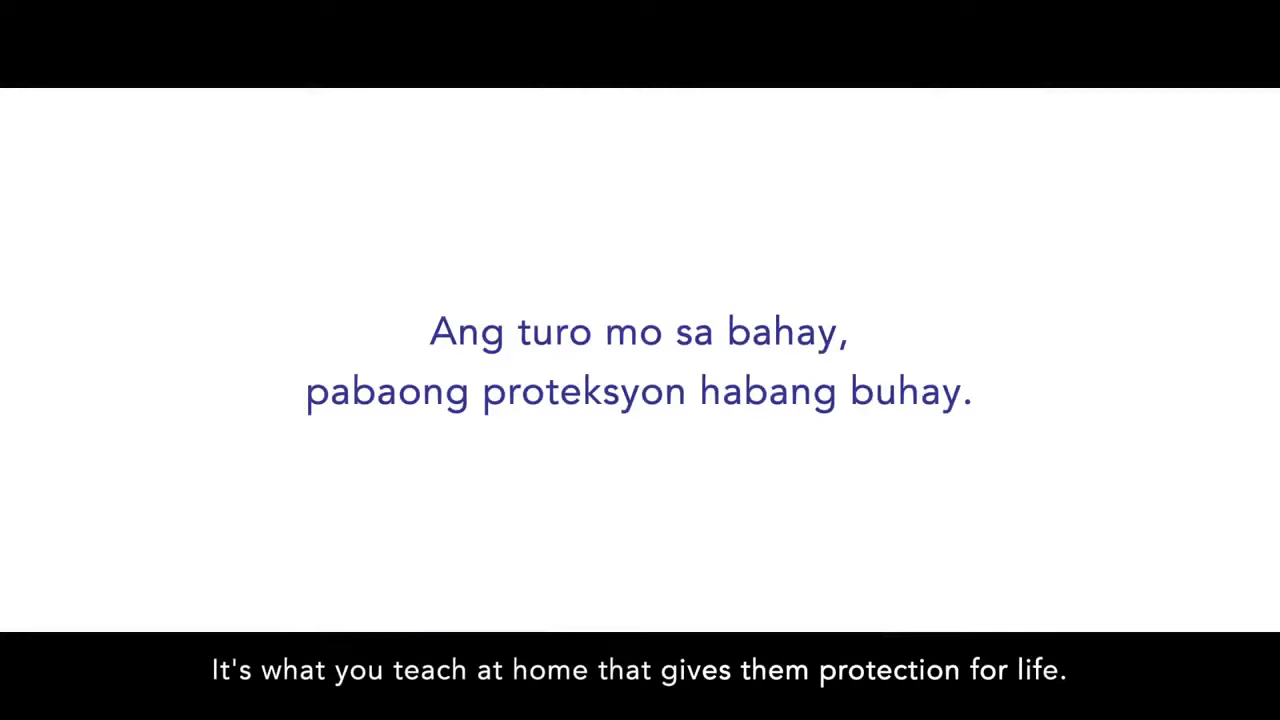 Ang turo mo sa bahay,
pabaong proteksyon habang buhay.
It's what you teach at home that gives them protection for life.